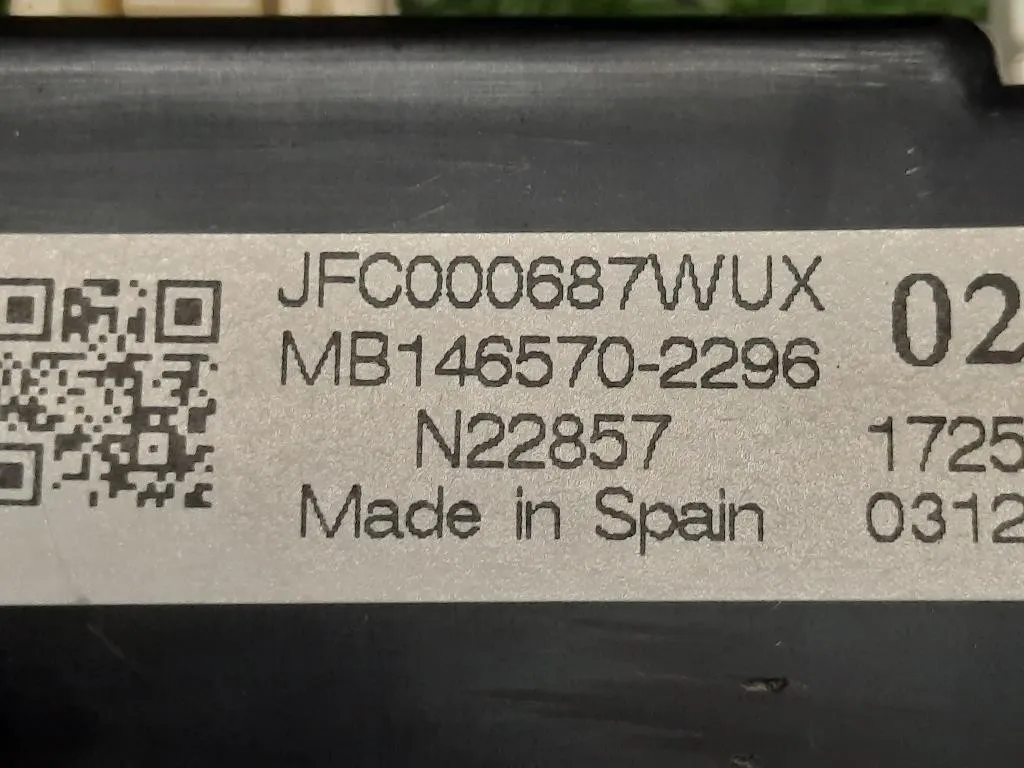 JFC000687WUX
MB146570-2296
N22857
Made in Spain
02
1725
0312